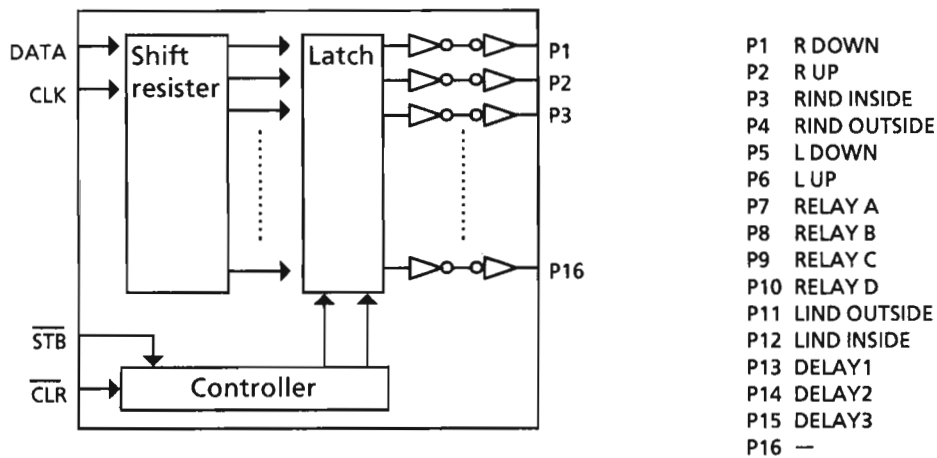 DATA
CLK
Shift
resister
Latch
P1
P2
P3
P16
S̅T̅B̅
C̅L̅R̅
Controller
P1 R DOWN
P2 R UP
P3 RIND INSIDE
P4 RIND OUTSIDE
P5 L DOWN
P6 L UP
P7 RELAY A
P8 RELAY B
P9 RELAY C
P10 RELAY D
P11 LIND OUTSIDE
P12 LIND INSIDE
P13 DELAY1
P14 DELAY2
P15 DELAY3
P16 —